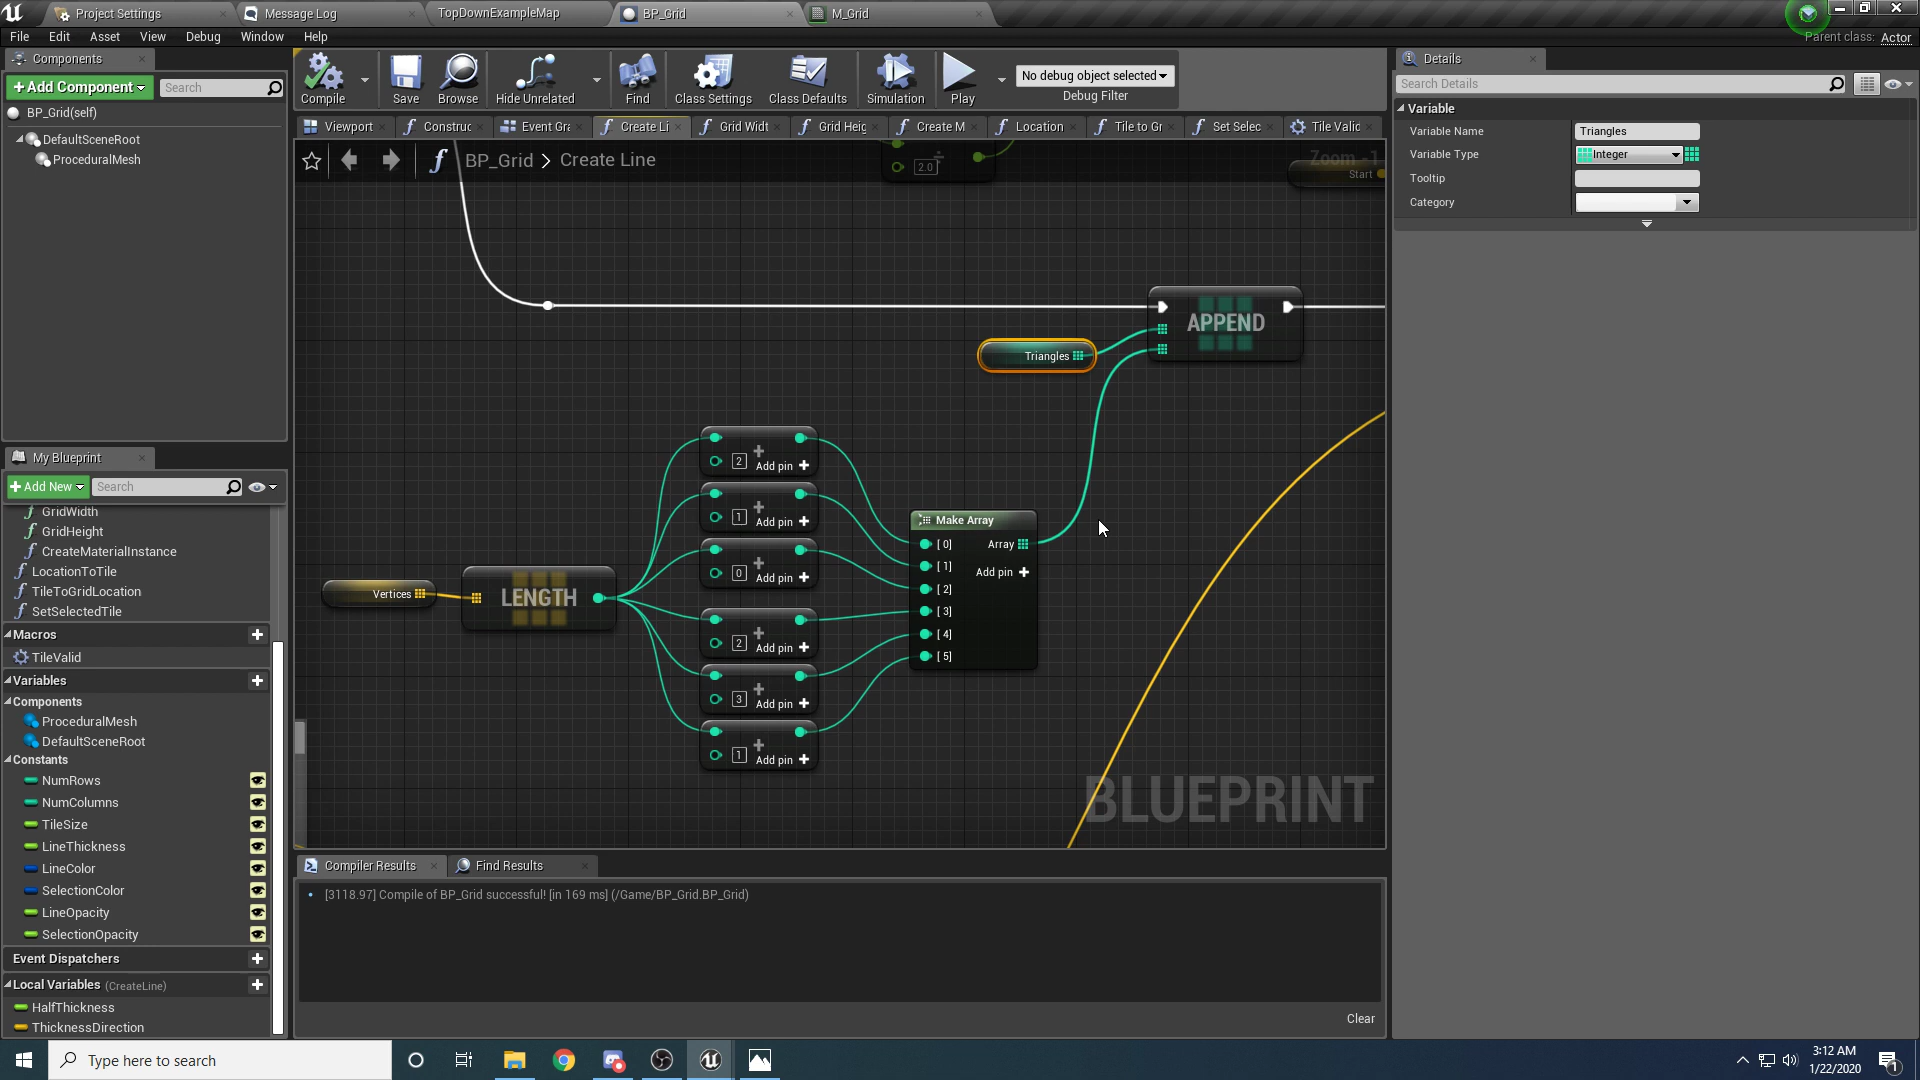 Project Settings
Message Log
TopDownExampleMap
BP_Grid
M_Grid
File Edit Asset View Debug Window Help
Parent class: Actor
Components
+ Add Component
Search
BP_Grid(self)
DefaultSceneRoot
ProceduralMesh
Compile
Save
Browse
Hide Unrelated
Find
Class Settings
Class Defaults
Simulation
Play
No debug object selected
Debug Filter
Viewport
Construc
Event Gra
Create Li
Grid Widt
Grid Heig
Create M
Location
Tile to Gr
Set Selec
Tile Valid
BP_Grid > Create Line
Zoom -1
2.0
Start
APPEND
Triangles
2
Add pin +
1
Add pin +
0
Add pin +
2
Add pin +
3
Add pin +
1
Add pin +
Vertices
LENGTH
Make Array
[ 0] Array
[ 1] Add pin +
[ 2]
[ 3]
[ 4]
[ 5]
BLUEPRINT
My Blueprint
+ Add New
Search
GridWidth
GridHeight
CreateMaterialInstance
LocationToTile
TileToGridLocation
SetSelectedTile
Macros
TileValid
Variables
Components
ProceduralMesh
DefaultSceneRoot
Constants
NumRows
NumColumns
TileSize
LineThickness
LineColor
SelectionColor
LineOpacity
SelectionOpacity
Event Dispatchers
Local Variables (CreateLine)
HalfThickness
ThicknessDirection
Compiler Results
Find Results
[3118.97] Compile of BP_Grid successful! [in 169 ms] (/Game/BP_Grid.BP_Grid)
Clear
Details
Search Details
Variable
Variable Name Triangles
Variable Type Integer
Tooltip
Category
Type here to search
3:12 AM
1/22/2020
1